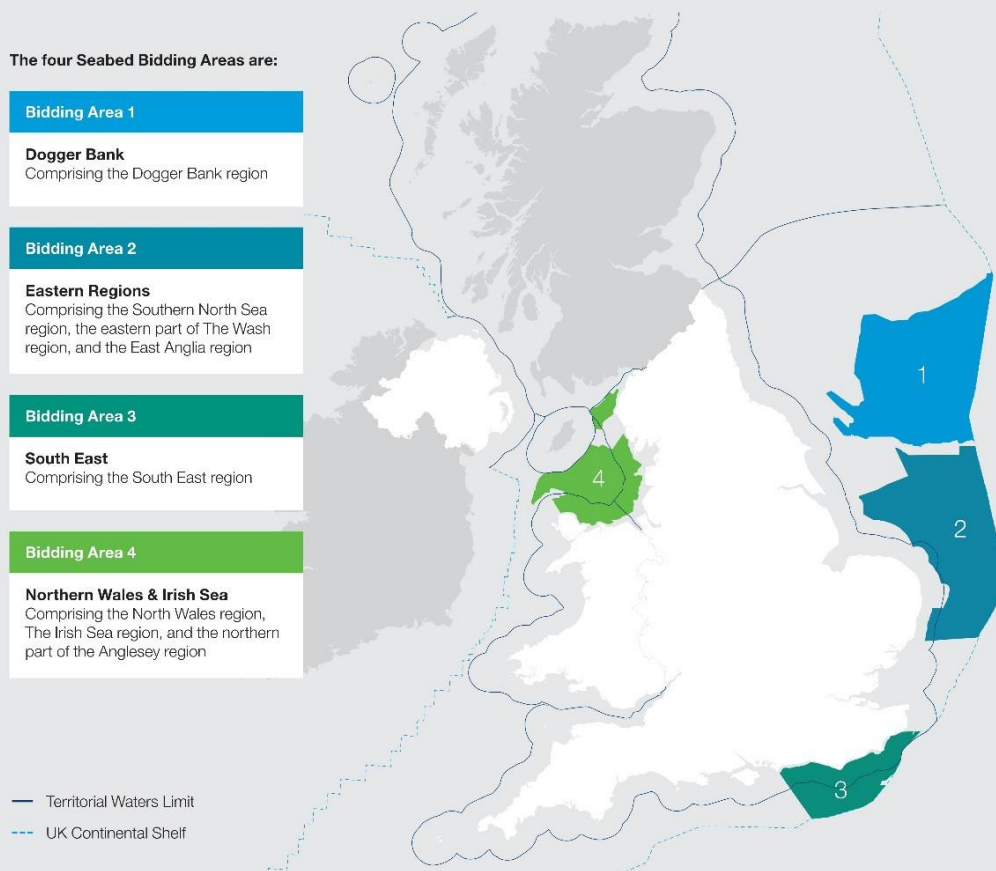 The four Seabed Bidding Areas are:
Bidding Area 1
Dogger Bank
Comprising the Dogger Bank region
Bidding Area 2
Eastern Regions
Comprising the Southern North Sea
region, the eastern part of The Wash
region, and the East Anglia region
Bidding Area 3
South East
Comprising the South East region
Bidding Area 4
Northern Wales & Irish Sea
Comprising the North Wales region,
The Irish Sea region, and the northern
part of the Anglesey region
Territorial Waters Limit
UK Continental Shelf
1
2
3
4